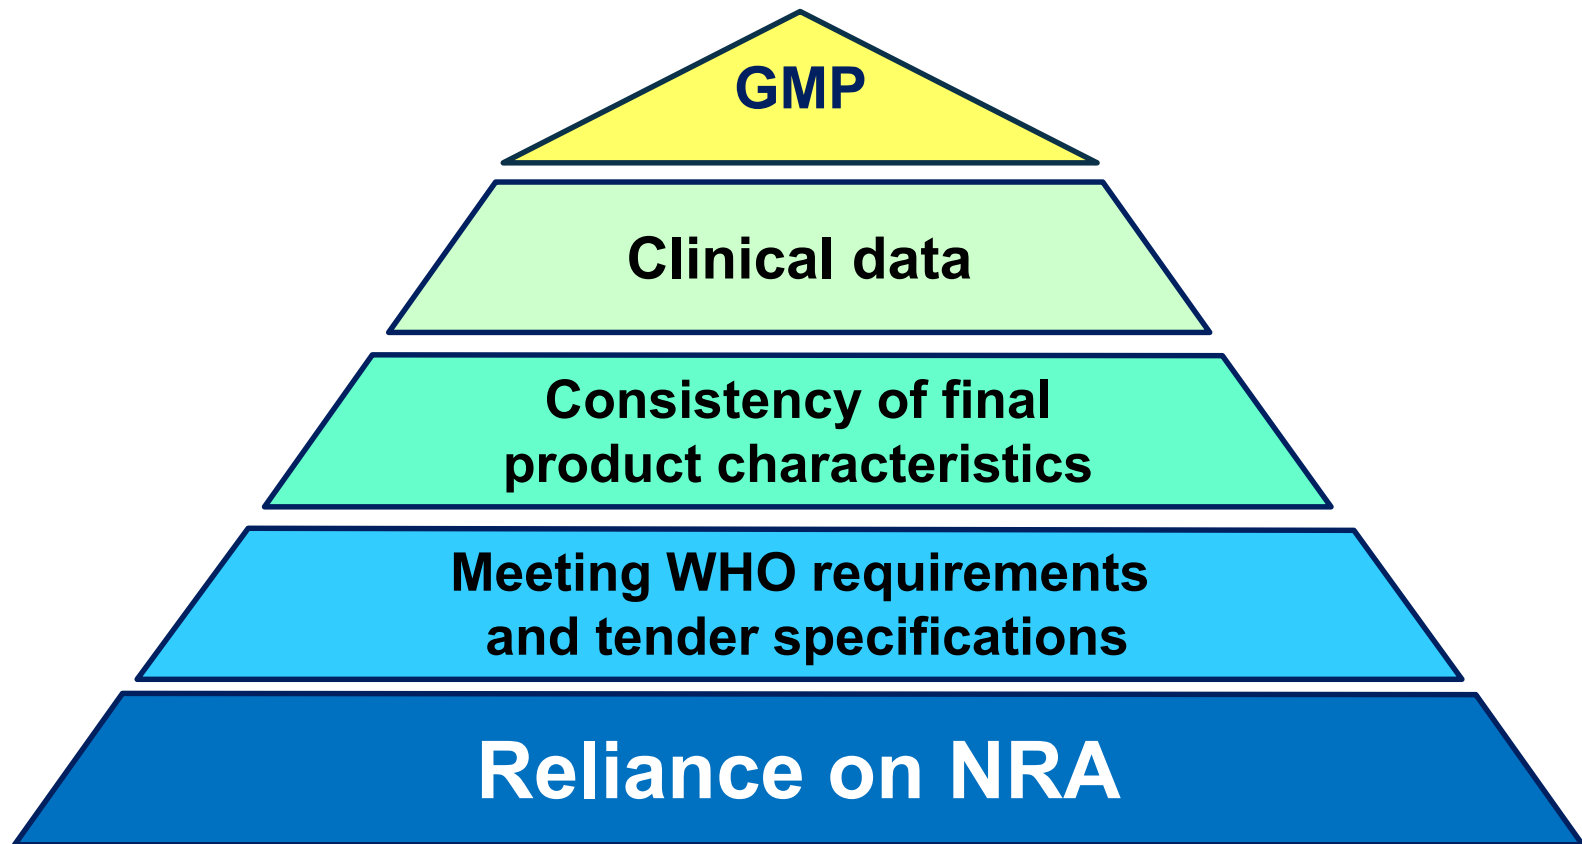 GMP
Clinical data
Consistency of final
product characteristics
Meeting WHO requirements
and tender specifications
Reliance on NRA